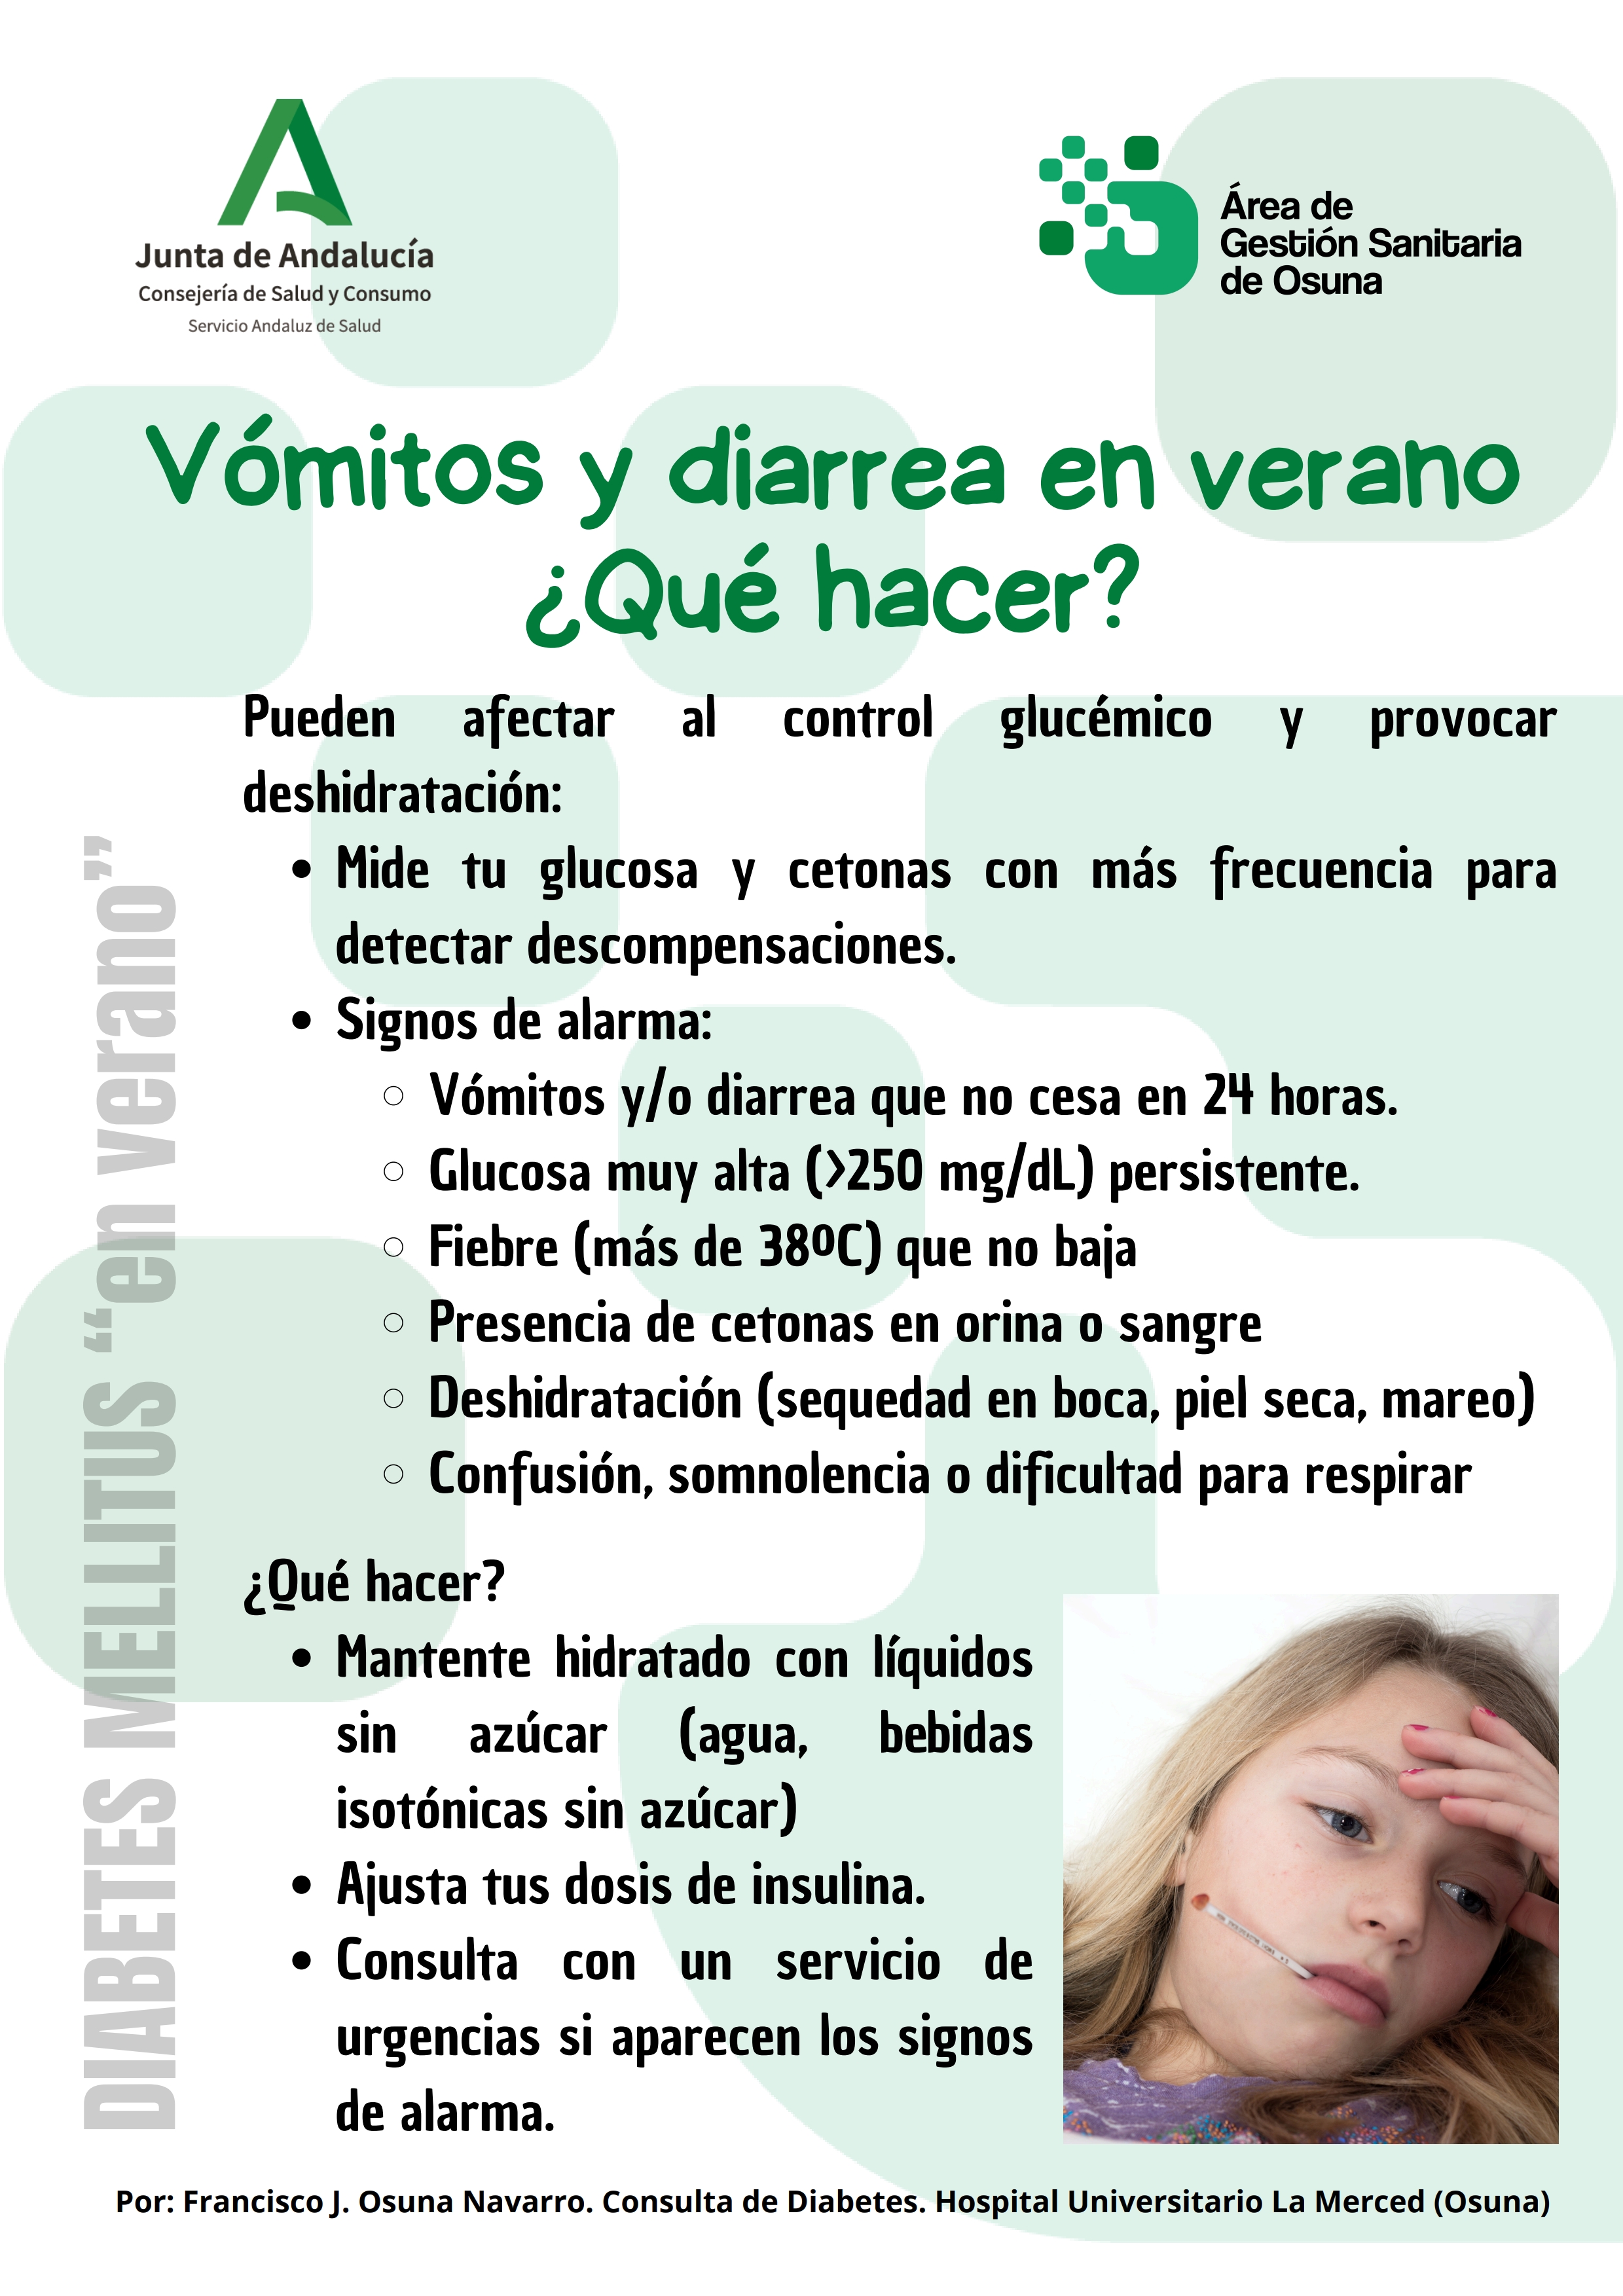 Junta de Andalucía
Consejería de Salud y Consumo
Servicio Andaluz de Salud
Área de
Gestión Sanitaria
de Osuna
Vómitos y diarrea en verano
¿Qué hacer?
Pueden afectar al control glucémico y provocar
deshidratación:
• Mide tu glucosa y cetonas con más frecuencia para
detectar descompensaciones.
• Signos de alarma:
○ Vómitos y/o diarrea que no cesa en 24 horas.
○ Glucosa muy alta (>250 mg/dL) persistente.
○ Fiebre (más de 38ºC) que no baja
○ Presencia de cetonas en orina o sangre
○ Deshidratación (sequedad en boca, piel seca, mareo)
○ Confusión, somnolencia o dificultad para respirar
¿Qué hacer?
• Mantente hidratado con líquidos
sin azúcar (agua, bebidas
isotónicas sin azúcar)
• Ajusta tus dosis de insulina.
• Consulta con un servicio de
urgencias si aparecen los signos
de alarma.
DIABETES MELLITUS “en verano”
Por: Francisco J. Osuna Navarro. Consulta de Diabetes. Hospital Universitario La Merced (Osuna)